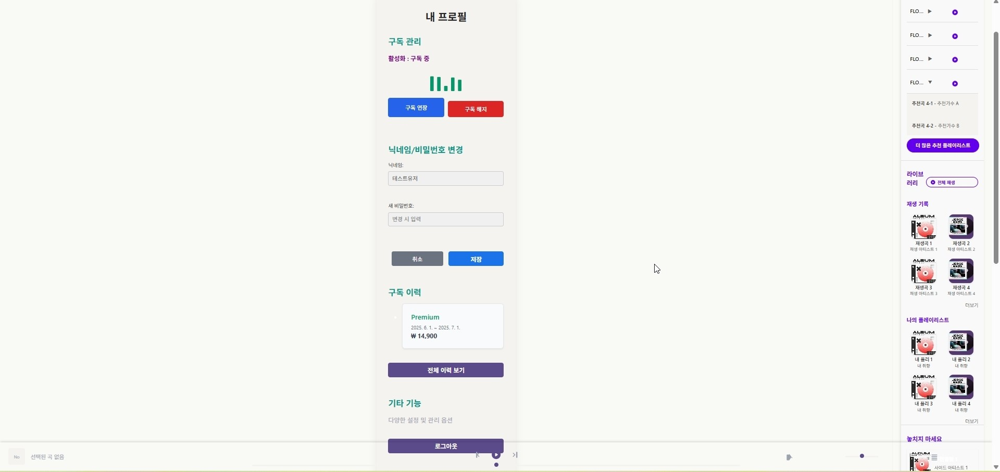 내 프로필
구독 관리
활성화 : 구독 중
구독 연장
구독 해지
닉네임/비밀번호 변경
닉네임:
테스트유저
새 비밀번호:
변경 시 입력
취소
저장
구독 이력
Premium
2025. 6. 1. ~ 2025. 7. 1.
₩ 14,900
전체 이력 보기
기타 기능
다양한 설정 및 관리 옵션
로그아웃
No
선택된 곡 없음
FLO...
FLO...
FLO...
FLO...
추천곡 4-1 - 추천가수 A
추천곡 4-2 - 추천가수 B
더 많은 추천 플레이리스트
라이브
러리
전체 재생
재생 기록
ALBUM
재생곡 1 재생곡 2
재생 아티스트 1 재생 아티스트 2
ALBUM
재생곡 3 재생곡 4
재생 아티스트 3 재생 아티스트 4
더보기
나의 플레이리스트
ALBUM
내 플리 1 내 플리 2
내 취향 내 취향
ALBUM
내 플리 3 내 플리 4
내 취향 내 취향
더보기
놓치지 마세요
ALBUM
사이드 아티스트 1